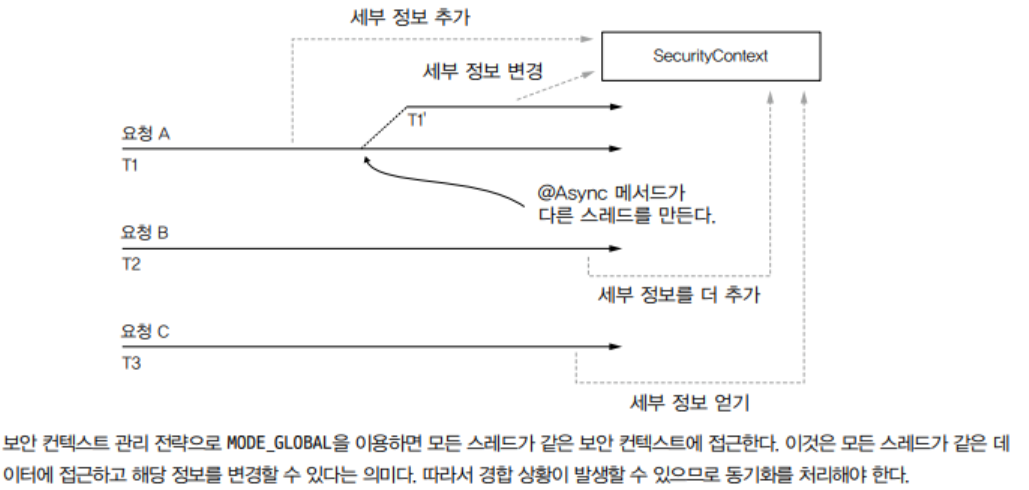 세부 정보 추가
SecurityContext
세부 정보 변경
T1'
요청 A
T1
@Async 메서드가
다른 스레드를 만든다.
요청 B
T2
세부 정보를 더 추가
요청 C
T3
세부 정보 얻기
보안 컨텍스트 관리 전략으로 MODE_GLOBAL을 이용하면 모든 스레드가 같은 보안 컨텍스트에 접근한다. 이것은 모든 스레드가 같은 데
이터에 접근하고 해당 정보를 변경할 수 있다는 의미다. 따라서 경합 상황이 발생할 수 있으므로 동기화를 처리해야 한다.